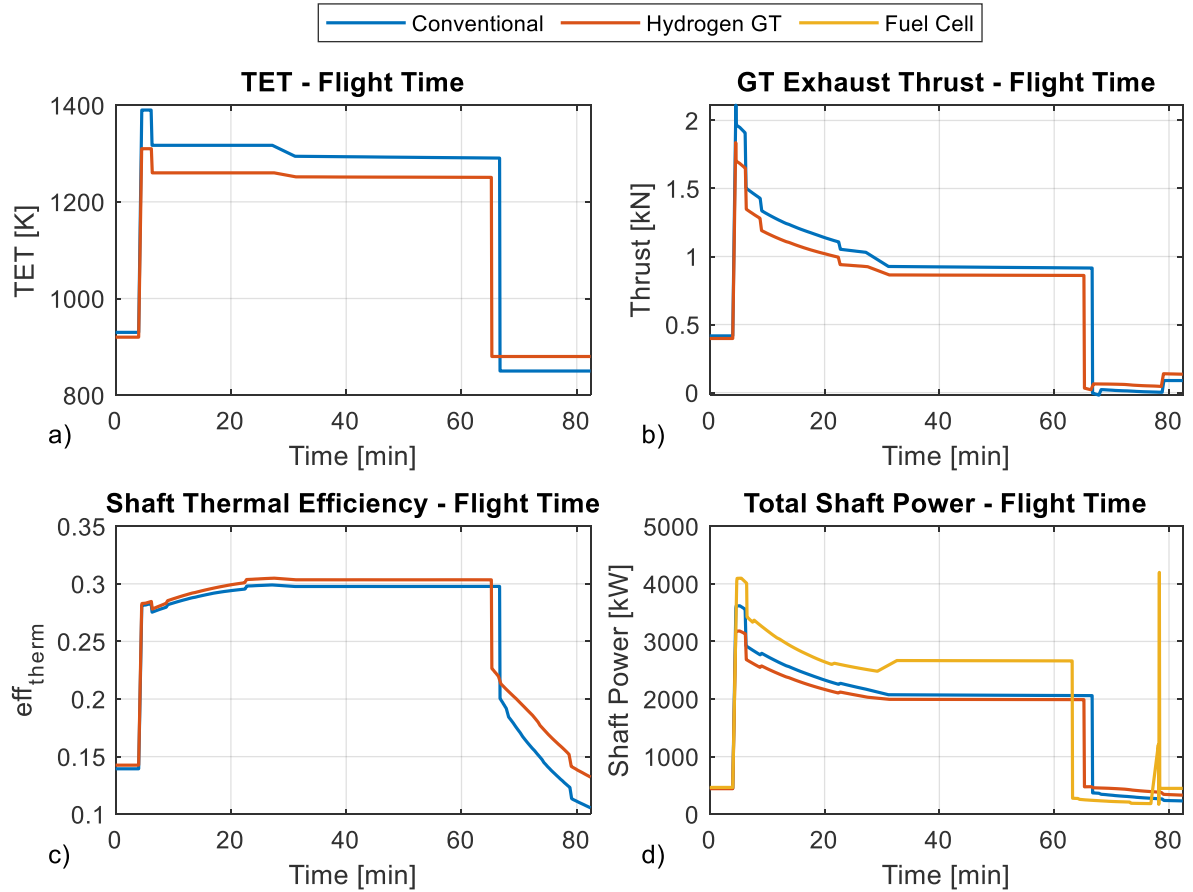 Conventional Hydrogen GT Fuel Cell
TET - Flight Time
1400
1200
1000
800
TET [K]
0 20 40 60 80
Time [min]
a)
GT Exhaust Thrust - Flight Time
2
1.5
1
0.5
0
Thrust [kN]
0 20 40 60 80
Time [min]
b)
Shaft Thermal Efficiency - Flight Time
0.35
0.3
0.25
0.2
0.15
0.1
eff_therm
0 20 40 60 80
Time [min]
c)
Total Shaft Power - Flight Time
5000
4000
3000
2000
1000
0
Shaft Power [kW]
0 20 40 60 80
Time [min]
d)